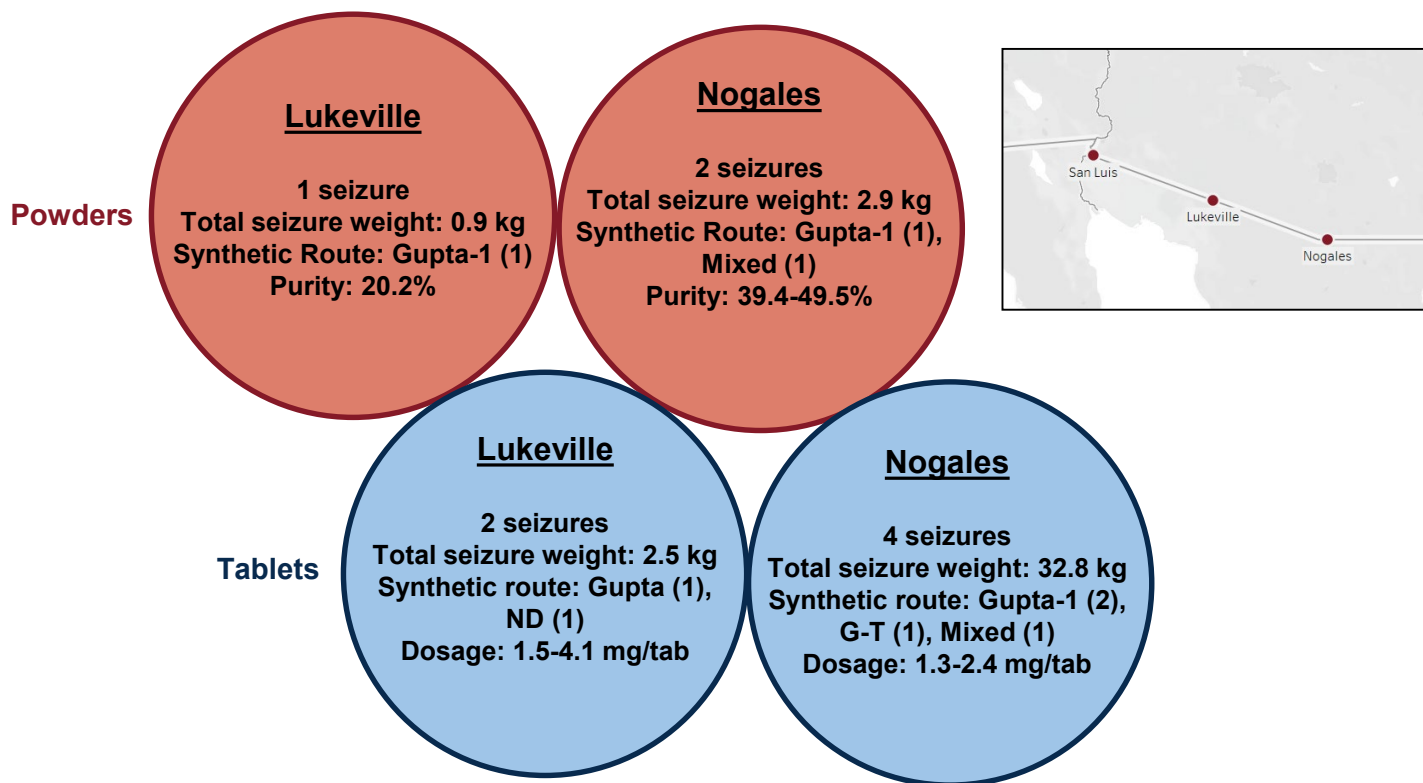 Powders
Lukeville
1 seizure
Total seizure weight: 0.9 kg
Synthetic Route: Gupta-1 (1)
Purity: 20.2%
Nogales
2 seizures
Total seizure weight: 2.9 kg
Synthetic Route: Gupta-1 (1),
Mixed (1)
Purity: 39.4-49.5%
San Luis
Lukeville
Nogales
Tablets
Lukeville
2 seizures
Total seizure weight: 2.5 kg
Synthetic route: Gupta (1),
ND (1)
Dosage: 1.5-4.1 mg/tab
Nogales
4 seizures
Total seizure weight: 32.8 kg
Synthetic route: Gupta-1 (2),
G-T (1), Mixed (1)
Dosage: 1.3-2.4 mg/tab